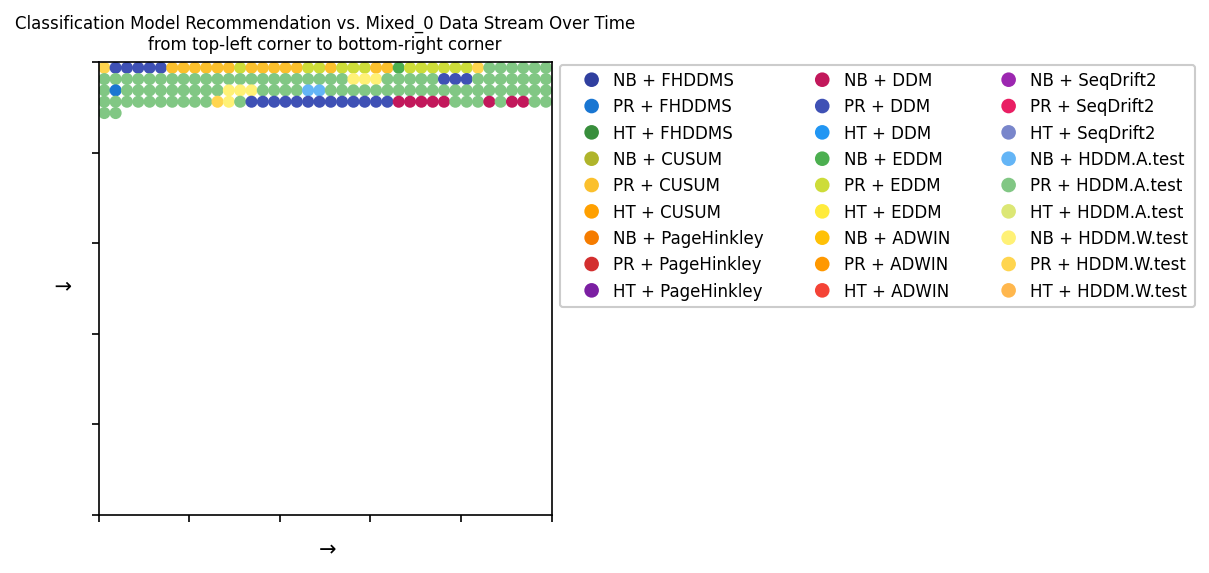 Classification Model Recommendation vs. Mixed_0 Data Stream Over Time
from top-left corner to bottom-right corner
NB + FHDDMS
PR + FHDDMS
HT + FHDDMS
NB + CUSUM
PR + CUSUM
HT + CUSUM
NB + PageHinkley
PR + PageHinkley
HT + PageHinkley
NB + DDM
PR + DDM
HT + DDM
NB + EDDM
PR + EDDM
HT + EDDM
NB + ADWIN
PR + ADWIN
HT + ADWIN
NB + SeqDrift2
PR + SeqDrift2
HT + SeqDrift2
NB + HDDM.A.test
PR + HDDM.A.test
HT + HDDM.A.test
NB + HDDM.W.test
PR + HDDM.W.test
HT + HDDM.W.test
→
→